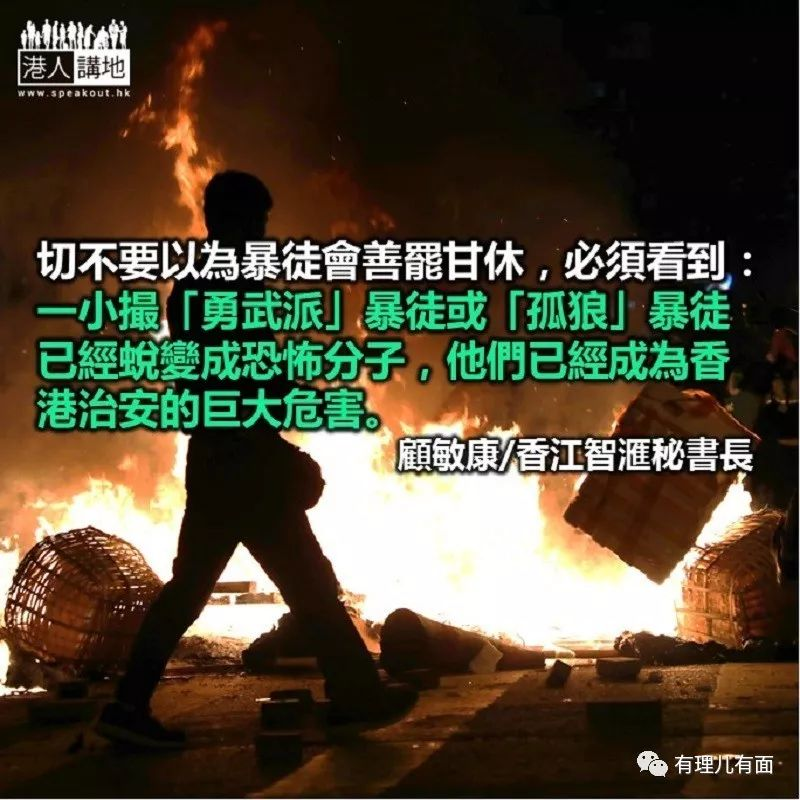 港人講地
www.speakout.hk
切不要以為暴徒會善罷甘休，必須看到：
一小撮「勇武派」暴徒或「孤狼」暴徒
已經蛻變成恐怖分子，他們已經成為香
港治安的巨大危害。
顧敏康/香江智滙秘書長
有理儿有面